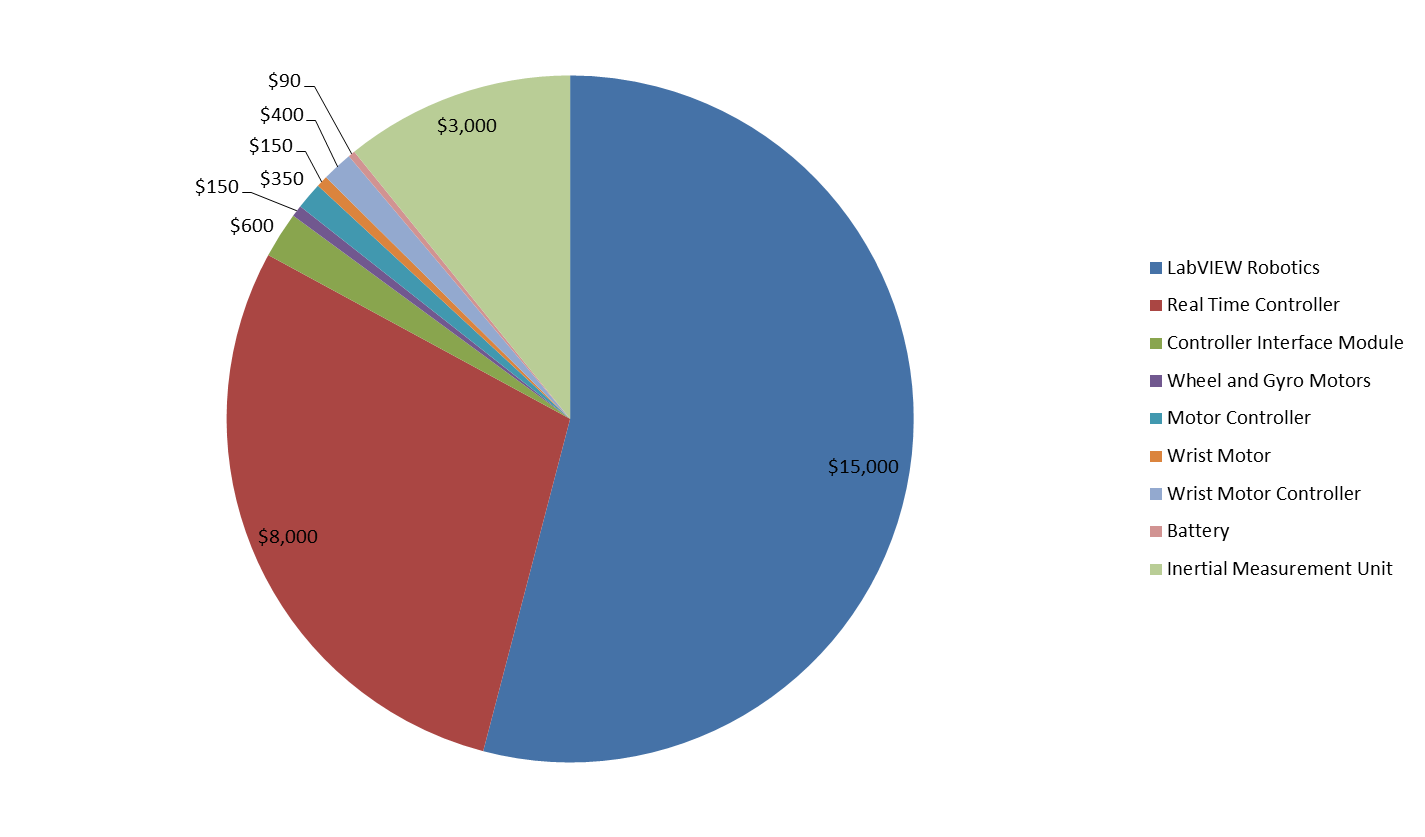 $90
$400
$150
$350
$150
$600
$3,000
$15,000
$8,000
LabVIEW Robotics
Real Time Controller
Controller Interface Module
Wheel and Gyro Motors
Motor Controller
Wrist Motor
Wrist Motor Controller
Battery
Inertial Measurement Unit